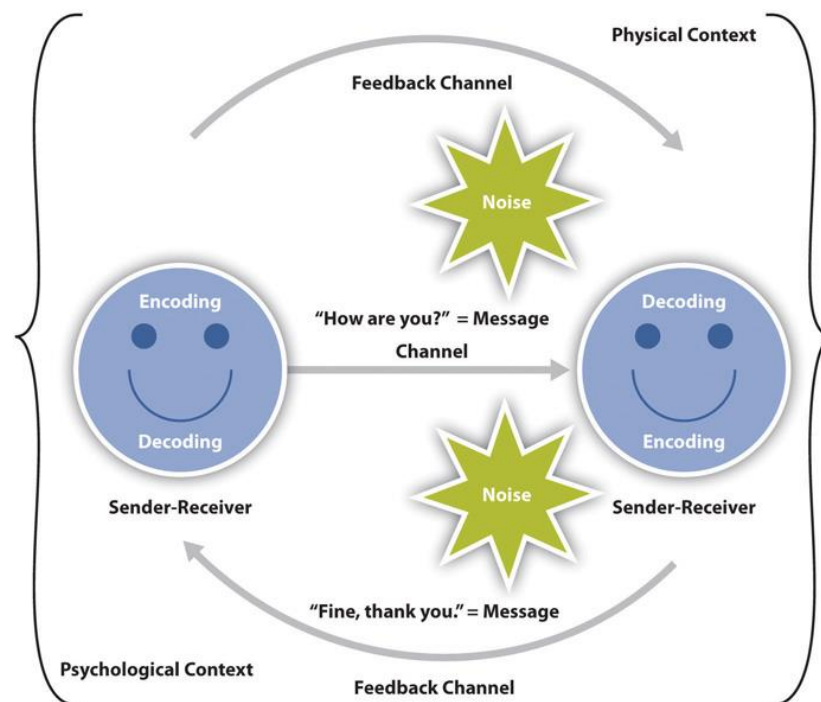 Physical Context
Feedback Channel
Noise
Encoding
Decoding
“How are you?” = Message
Channel
Decoding
Encoding
Noise
Sender-Receiver
Sender-Receiver
“Fine, thank you.” = Message
Psychological Context
Feedback Channel